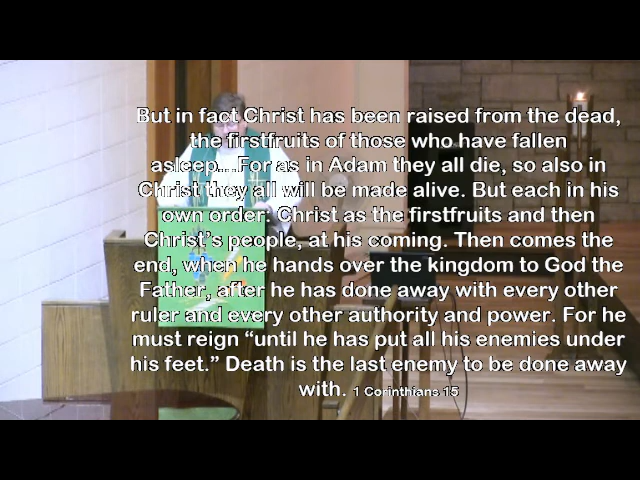 But in fact Christ has been raised from the dead,
the firstfruits of those who have fallen
asleep...For as in Adam they all die, so also in
Christ they all will be made alive. But each in his
own order: Christ as the firstfruits and then
Christ's people, at his coming. Then comes the
end, when he hands over the kingdom to God the
Father, after he has done away with every other
ruler and every other authority and power. For he
must reign “until he has put all his enemies under
his feet.” Death is the last enemy to be done away
with. 1 Corinthians 15